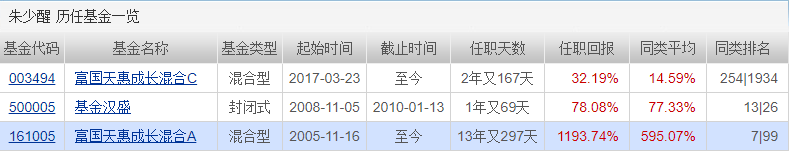 朱少醒 历任基金一览
基金代码 基金名称 基金类型 起始时间 截止时间 任职天数 任职回报 同类平均 同类排名
003494 富国天惠成长混合C 混合型 2017-03-23 至今 2年又167天 32.19% 14.59% 254|1934
500005 基金汉盛 封闭式 2008-11-05 2010-01-13 1年又69天 78.08% 77.33% 13|26
161005 富国天惠成长混合A 混合型 2005-11-16 至今 13年又297天 1193.74% 595.07% 7|99